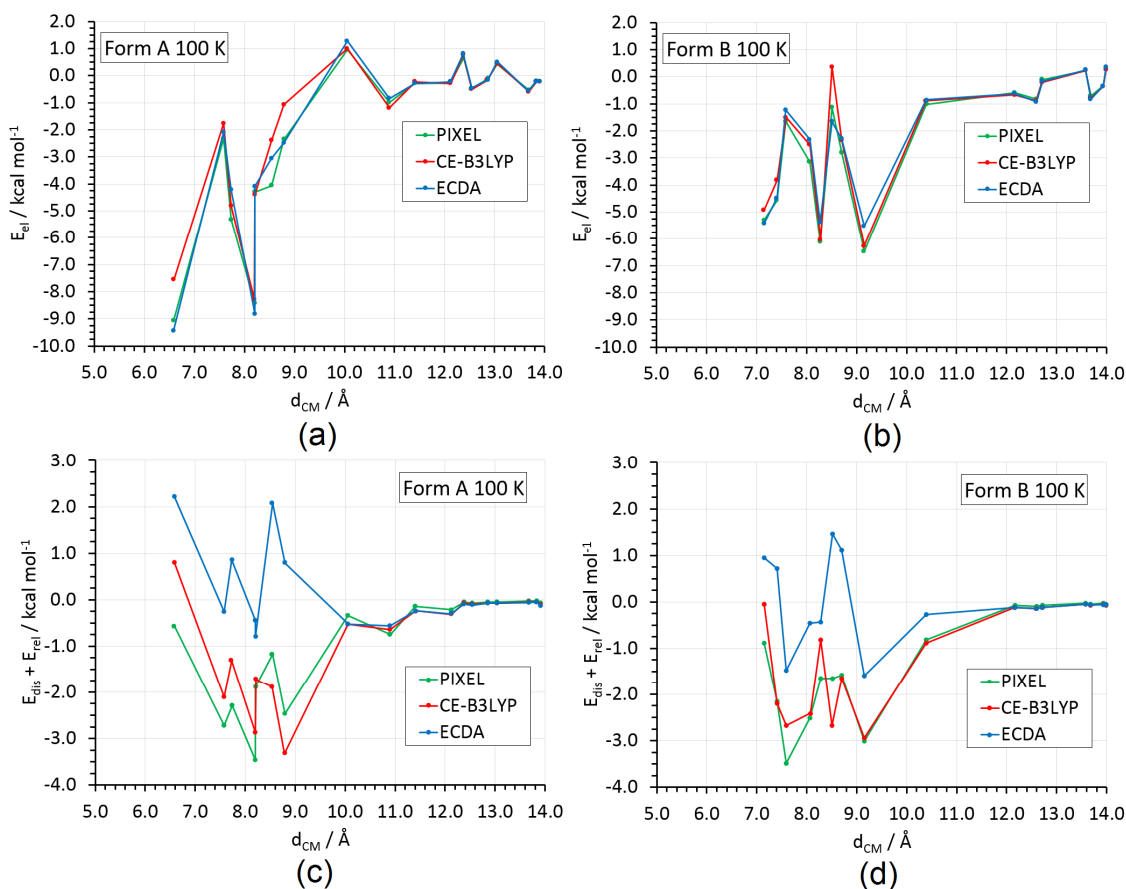 2.0
1.0
0.0
-1.0
-2.0
-3.0
-4.0
-5.0
-6.0
-7.0
-8.0
-9.0
-10.0
E_el / kcal mol⁻¹
Form A 100 K
PIXEL
CE-B3LYP
ECDA
5.0 6.0 7.0 8.0 9.0 10.0 11.0 12.0 13.0 14.0
d_CM / Å
(a)
2.0
1.0
0.0
-1.0
-2.0
-3.0
-4.0
-5.0
-6.0
-7.0
-8.0
-9.0
-10.0
E_el / kcal mol⁻¹
Form B 100 K
PIXEL
CE-B3LYP
ECDA
5.0 6.0 7.0 8.0 9.0 10.0 11.0 12.0 13.0 14.0
d_CM / Å
(b)
3.0
2.0
1.0
0.0
-1.0
-2.0
-3.0
-4.0
E_dis + E_rel / kcal mol⁻¹
Form A 100 K
PIXEL
CE-B3LYP
ECDA
5.0 6.0 7.0 8.0 9.0 10.0 11.0 12.0 13.0 14.0
d_CM / Å
(c)
3.0
2.0
1.0
0.0
-1.0
-2.0
-3.0
-4.0
E_dis + E_rel / kcal mol⁻¹
Form B 100 K
PIXEL
CE-B3LYP
ECDA
5.0 6.0 7.0 8.0 9.0 10.0 11.0 12.0 13.0 14.0
d_CM / Å
(d)